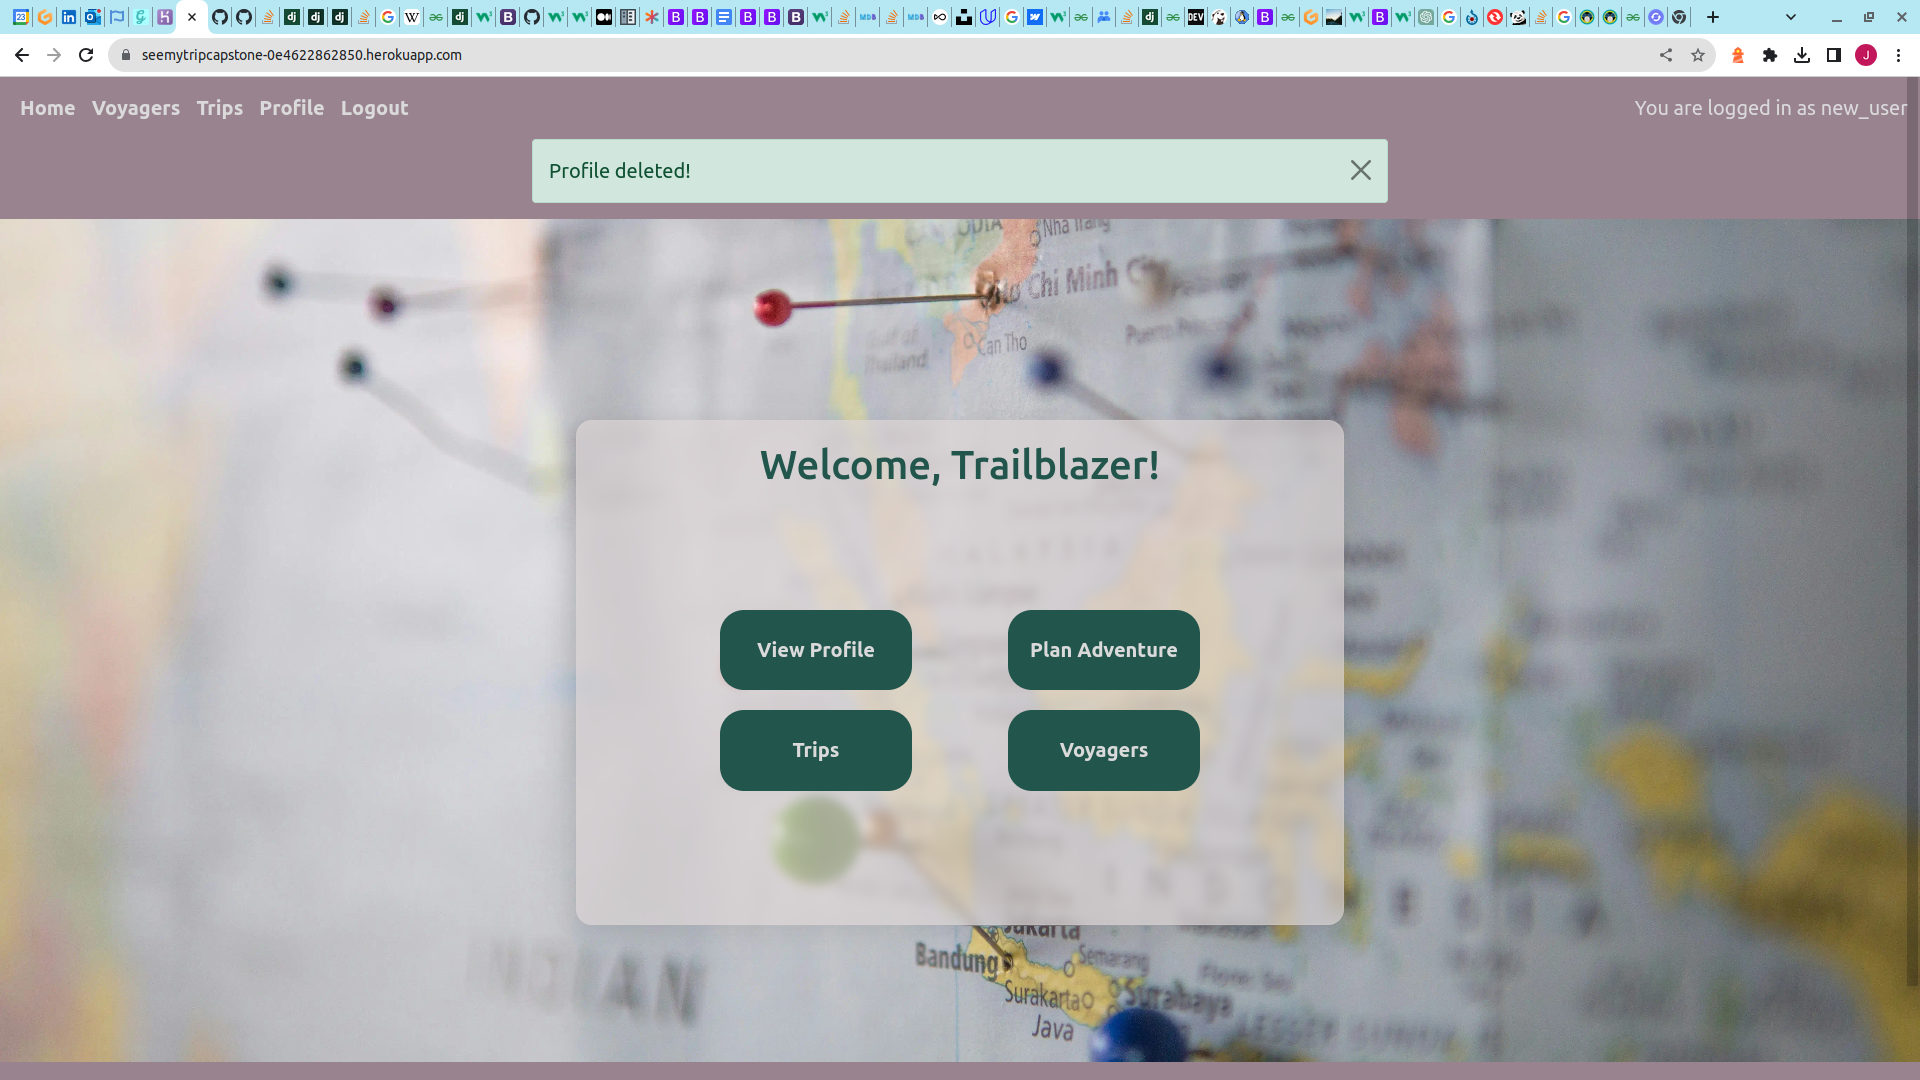 seemytripcapstone-0e4622862850.herokuapp.com
J
Home Voyagers Trips Profile Logout
You are logged in as new_user
Profile deleted!
Nha Trang
Chi Minh City
Gulf of
Thailand
Can Tho
Welcome, Trailblazer!
View Profile
Plan Adventure
Trips
Voyagers
Jakarta
Bandung
Semarang
Surakarta
Surabaya
Java
INDIAN